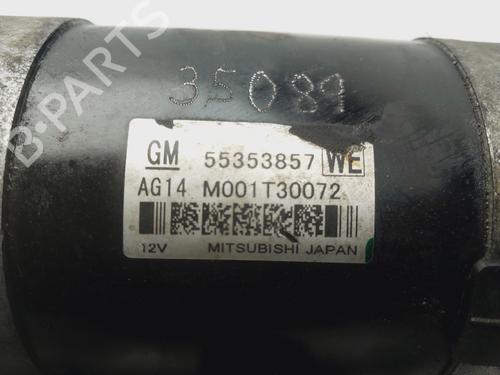 35089
GM 55353857 WE
AG14 M001T30072
12V MITSUBISHI JAPAN
B-PARTS